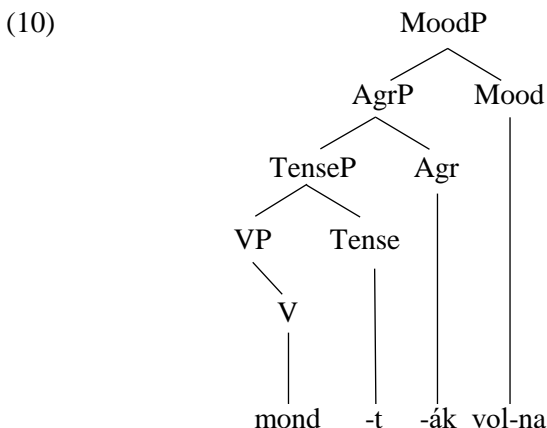 (10) MoodP
AgrP Mood
TenseP Agr
VP Tense
V
mond -t -ák vol-na